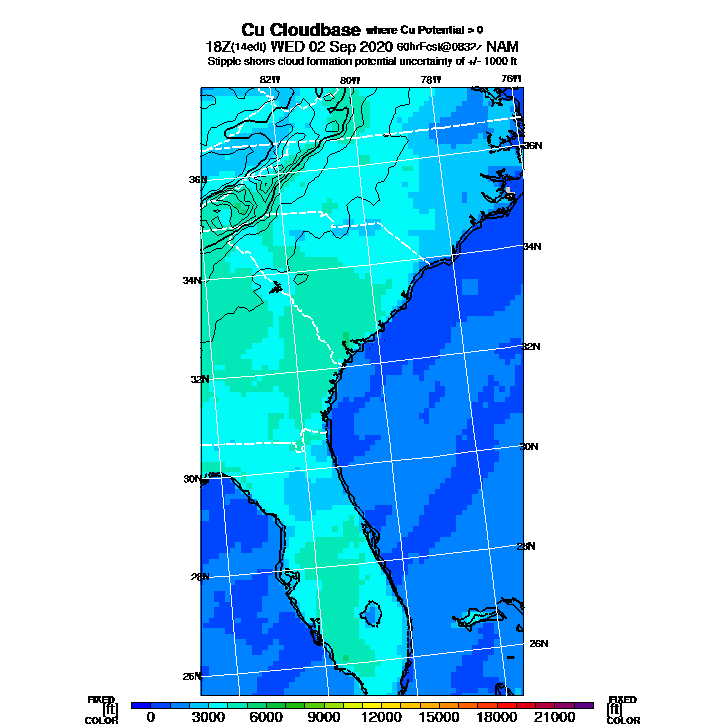 Cu Cloudbase where Cu Potential > 0
18Z(14edt) WED 02 Sep 2020 60hrFcst@0832z NAM
Stipple shows cloud formation potential uncertainty of +/- 1000 ft
82W 80W 78W 76W
36N
36N
34N
34N
32N
32N
30N
30N
28N
28N
26N
26N
FIXED FIXED
[ft] [ft]
COLOR COLOR
0 3000 6000 9000 12000 15000 18000 21000